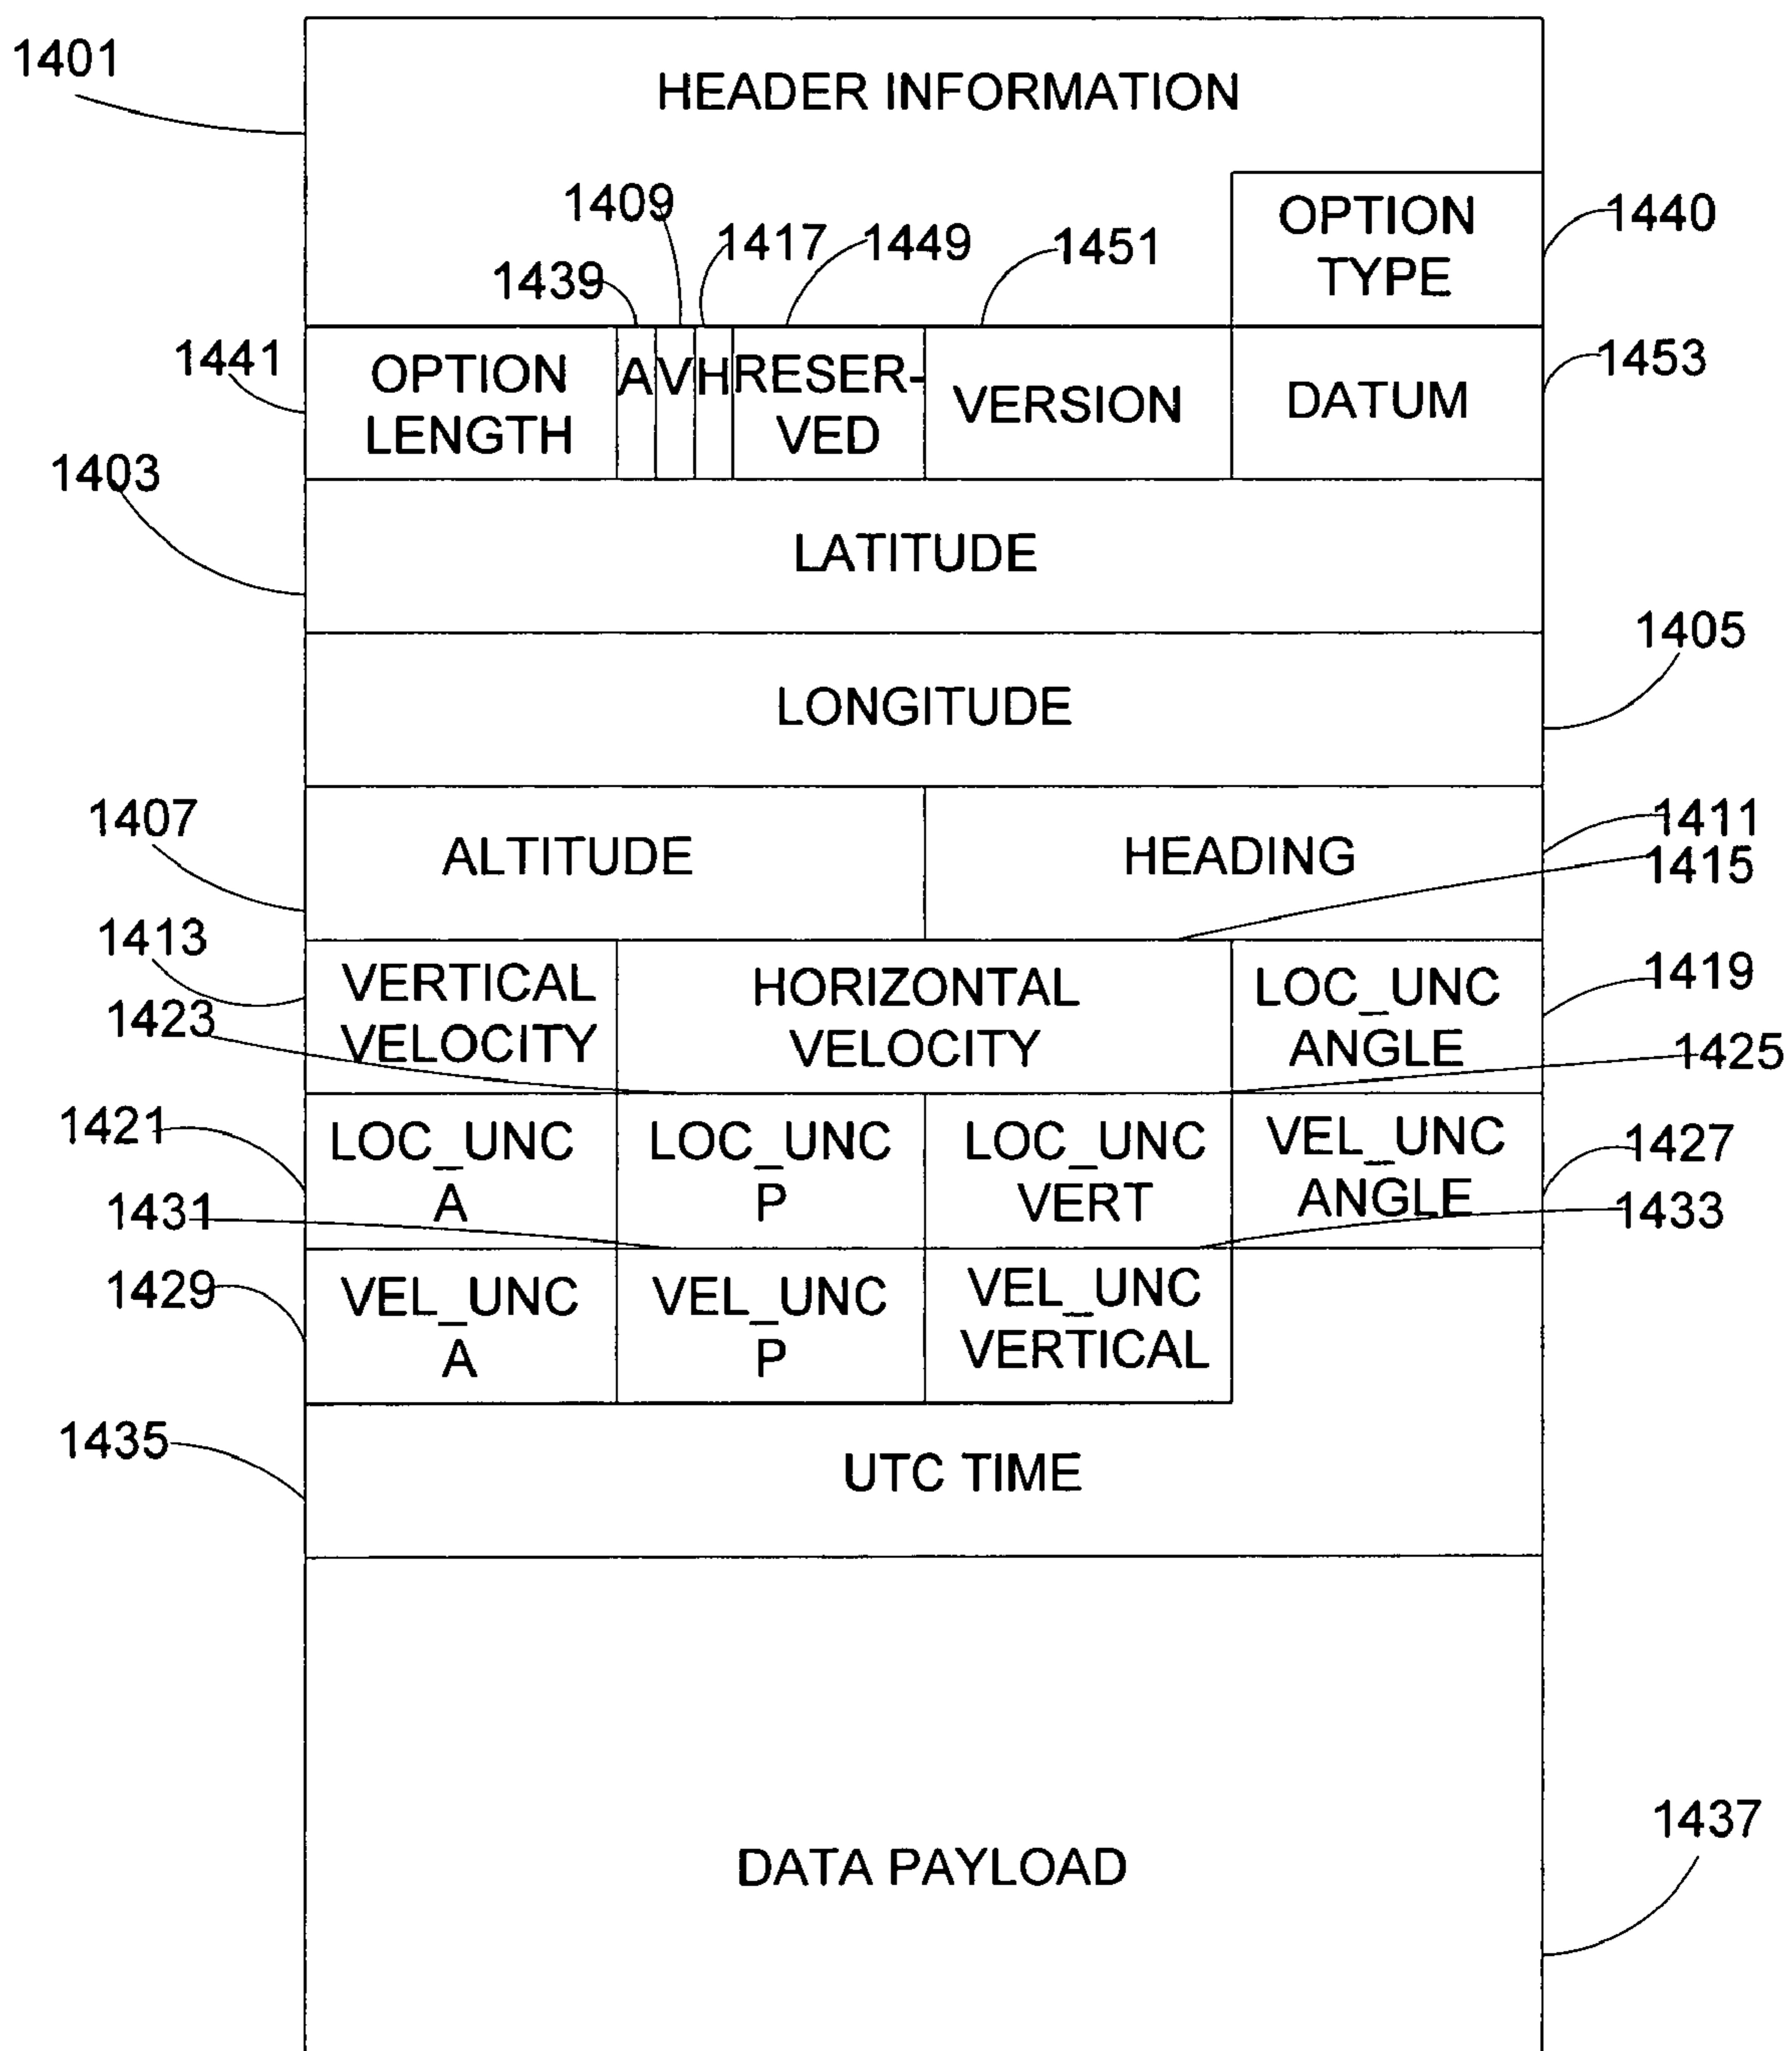 1401
HEADER INFORMATION
1409
1417
1449
1451
OPTION
TYPE
1440
1439
1441
OPTION
LENGTH
A
V
H
RESER-
VED
VERSION
DATUM
1453
1403
LATITUDE
1405
LONGITUDE
1407
ALTITUDE
HEADING
1411
1415
1413
VERTICAL
VELOCITY
HORIZONTAL
VELOCITY
LOC_UNC
ANGLE
1419
1423
1425
1421
LOC_UNC
A
LOC_UNC
P
LOC_UNC
VERT
VEL_UNC
ANGLE
1427
1431
1433
1429
VEL_UNC
A
VEL_UNC
P
VEL_UNC
VERTICAL
1435
UTC TIME
1437
DATA PAYLOAD